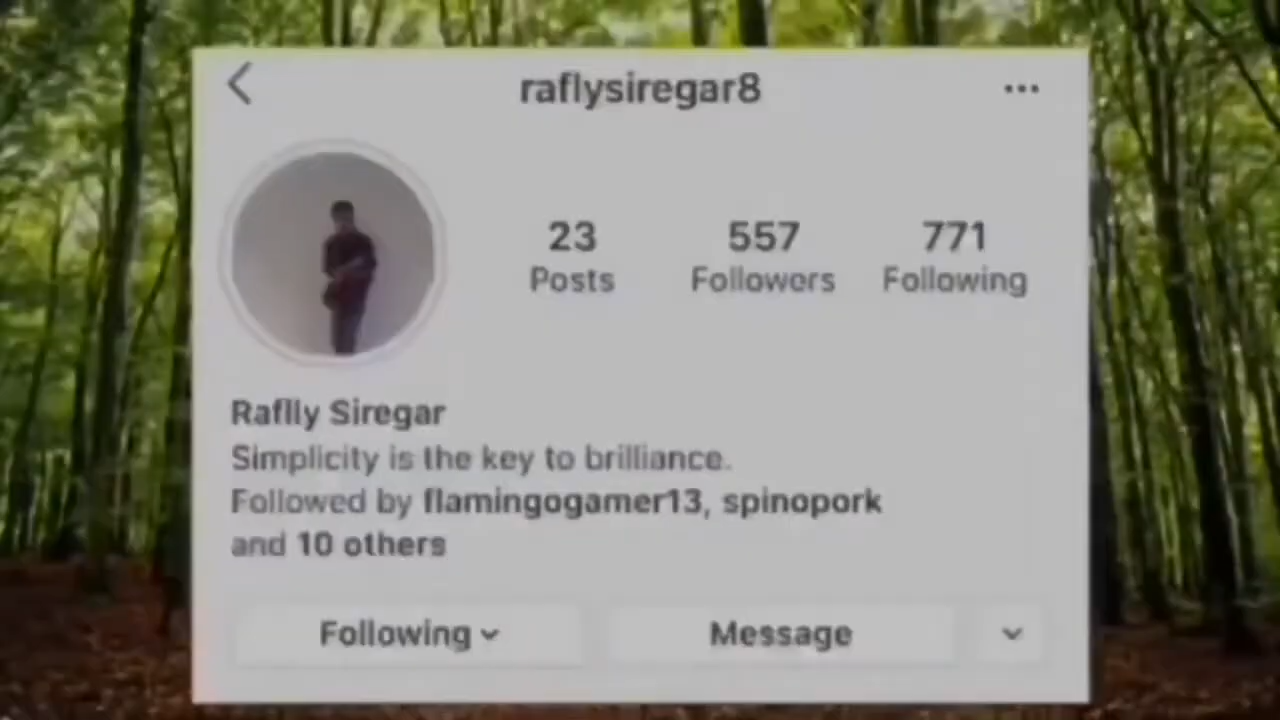 raflysiregar8
23 557 771
Posts Followers Following
Raflly Siregar
Simplicity is the key to brilliance.
Followed by flamingogamer13, spinopork
and 10 others
Following Message